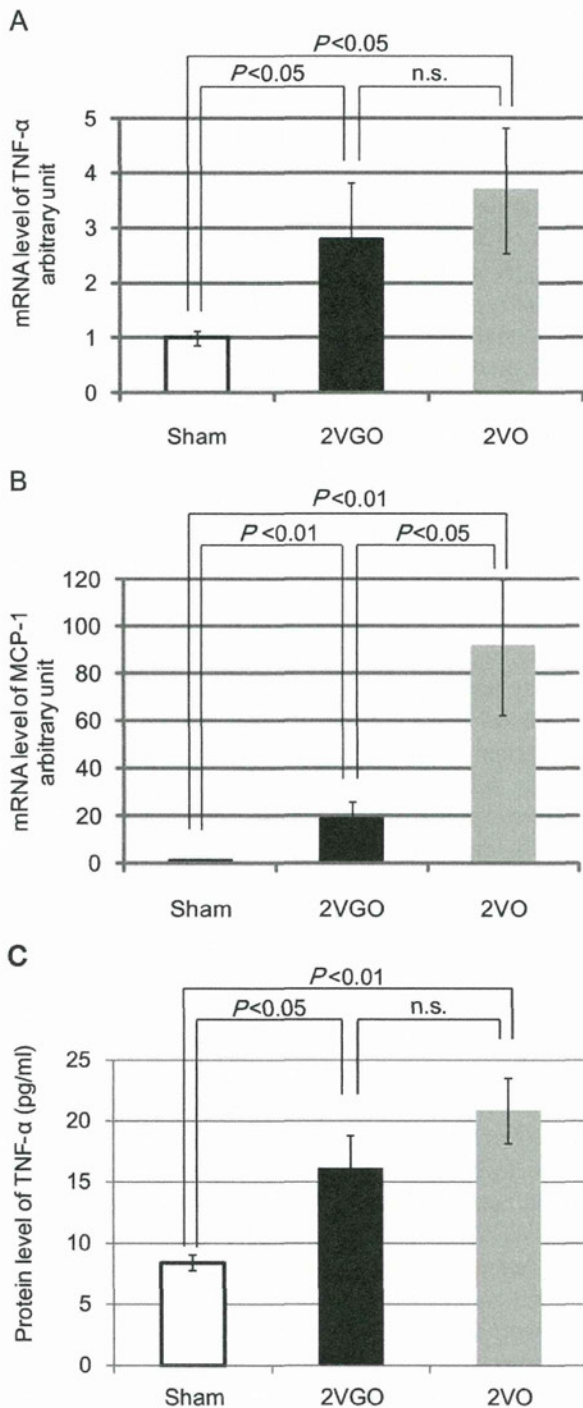 A
P<0.05
P<0.05 n.s.
mRNA level of TNF-α
arbitrary unit
5
4
3
2
1
0
Sham 2VGO 2VO
B
P<0.01
P<0.01 P<0.05
mRNA level of MCP-1
arbitrary unit
120
100
80
60
40
20
0
Sham 2VGO 2VO
C
P<0.01
P<0.05 n.s.
Protein level of TNF-α (pg/ml)
25
20
15
10
5
0
Sham 2VGO 2VO